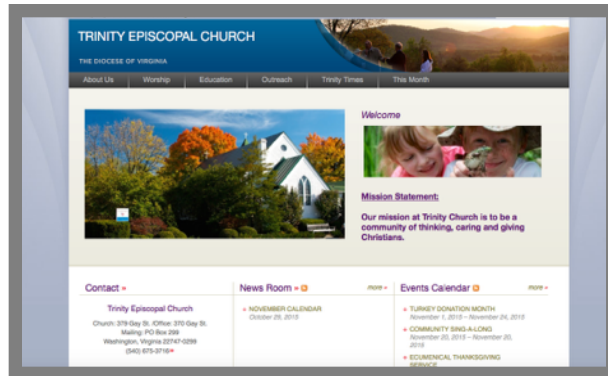 TRINITY EPISCOPAL CHURCH
THE DIOCESE OF VIRGINIA
About Us Worship Education Outreach Trinity Times This Month
Welcome
Mission Statement:
Our mission at Trinity Church is to be a
community of thinking, caring and giving
Christians.
Contact »
Trinity Episcopal Church
Church: 379 Gay St. /Office: 370 Gay St.
Mailing: PO Box 299
Washington, Virginia 22747-0299
(540) 675-3716»
News Room » more »
+ NOVEMBER CALENDAR
October 29, 2015
Events Calendar more »
+ TURKEY DONATION MONTH
November 1, 2015 – November 24, 2015
+ COMMUNITY SING-A-LONG
November 20, 2015 – November 20,
2015
+ ECUMENICAL THANKSGIVING
SERVICE